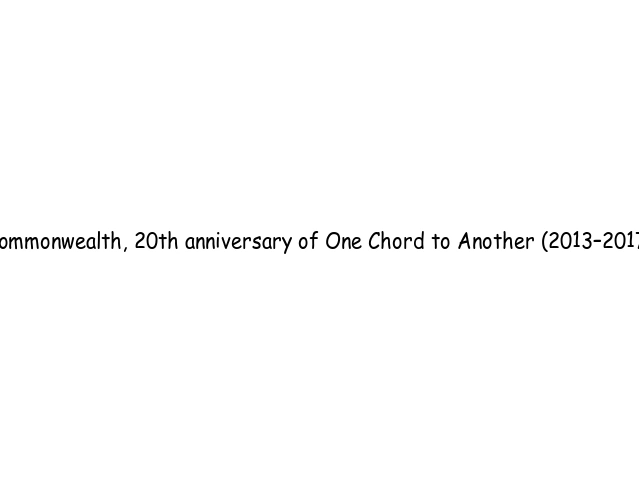 ommonwealth, 20th anniversary of One Chord to Another (2013–2017